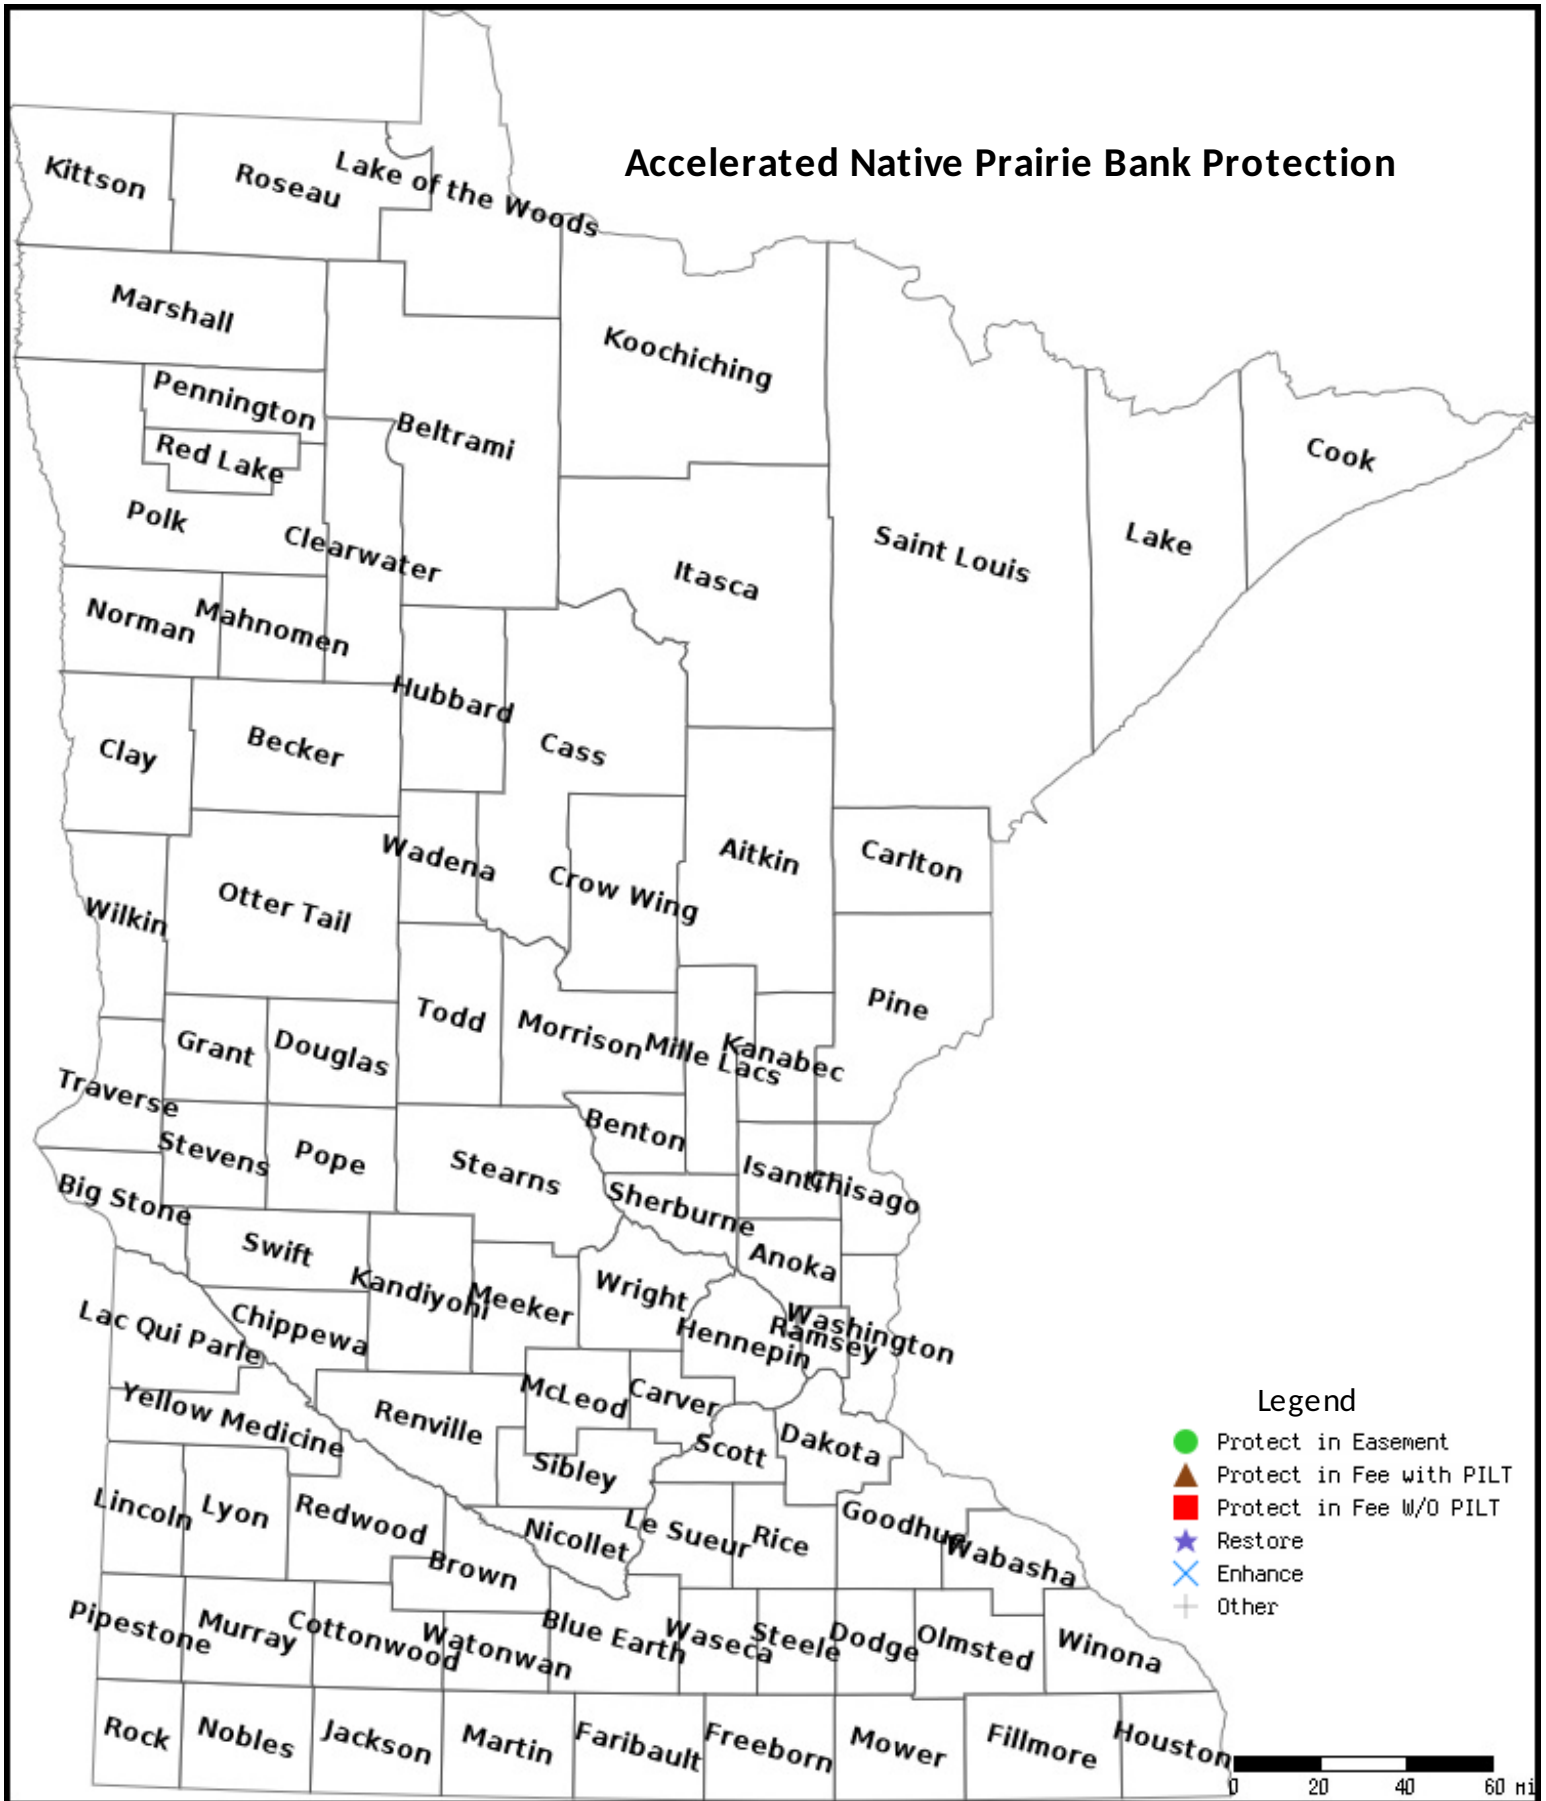 Accelerated Native Prairie Bank Protection
Kittson
Roseau
Lake of the Woods
Marshall
Koochiching
Pennington
Beltrami
Red Lake
Cook
Polk
Clearwater
Saint Louis
Lake
Itasca
Norman
Mahnomen
Hubbard
Clay
Becker
Cass
Wadena
Aitkin
Carlton
Crow Wing
Otter Tail
Wilkin
Pine
Todd
Morrison
Mille Lacs
Kanabec
Grant
Douglas
Traverse
Benton
Stevens
Pope
Stearns
Isanti
Chisago
Big Stone
Sherburne
Swift
Anoka
Kandiyohi
Meeker
Wright
Lac Qui Parle
Chippewa
Hennepin
Ramsey
Washington
Yellow Medicine
Renville
McLeod
Carver
Scott
Dakota
Sibley
Lincoln
Lyon
Redwood
Nicollet
Le Sueur
Rice
Goodhue
Wabasha
Brown
Pipestone
Murray
Cottonwood
Watonwan
Blue Earth
Waseca
Steele
Dodge
Olmsted
Winona
Rock
Nobles
Jackson
Martin
Faribault
Freeborn
Mower
Fillmore
Houston
Legend
Protect in Easement
Protect in Fee with PILT
Protect in Fee W/O PILT
Restore
Enhance
Other
0 20 40 60 mi